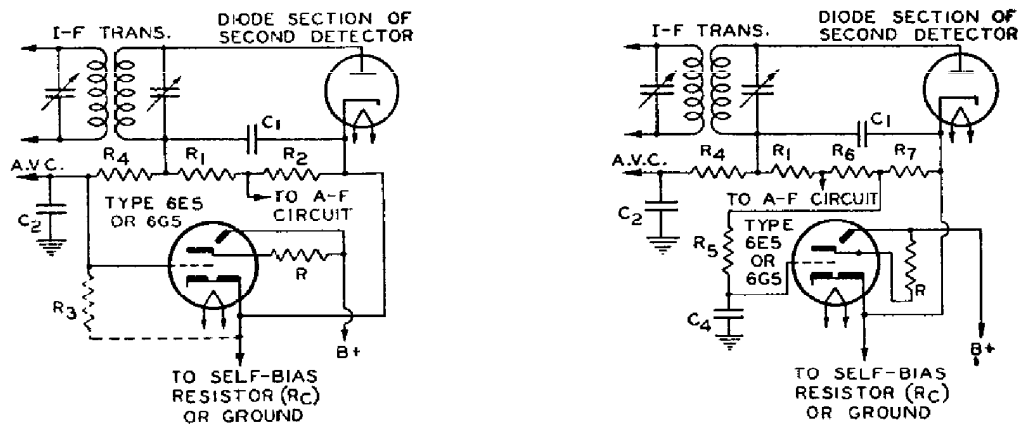 DIODE SECTION OF
SECOND DETECTOR
I-F TRANS.
C1
A.V.C.
R4
R1
R2
TO A-F
CIRCUIT
C2
TYPE 6E5
OR 6G5
R
R3
B+
TO SELF-BIAS
RESISTOR (RC)
OR GROUND
DIODE SECTION OF
SECOND DETECTOR
I-F TRANS.
C1
A.V.C.
R4
R1
R6
R7
TO A-F CIRCUIT
C2
R5
TYPE
6E5
OR
6G5
R
C4
B+
TO SELF-BIAS
RESISTOR (RC)
OR GROUND